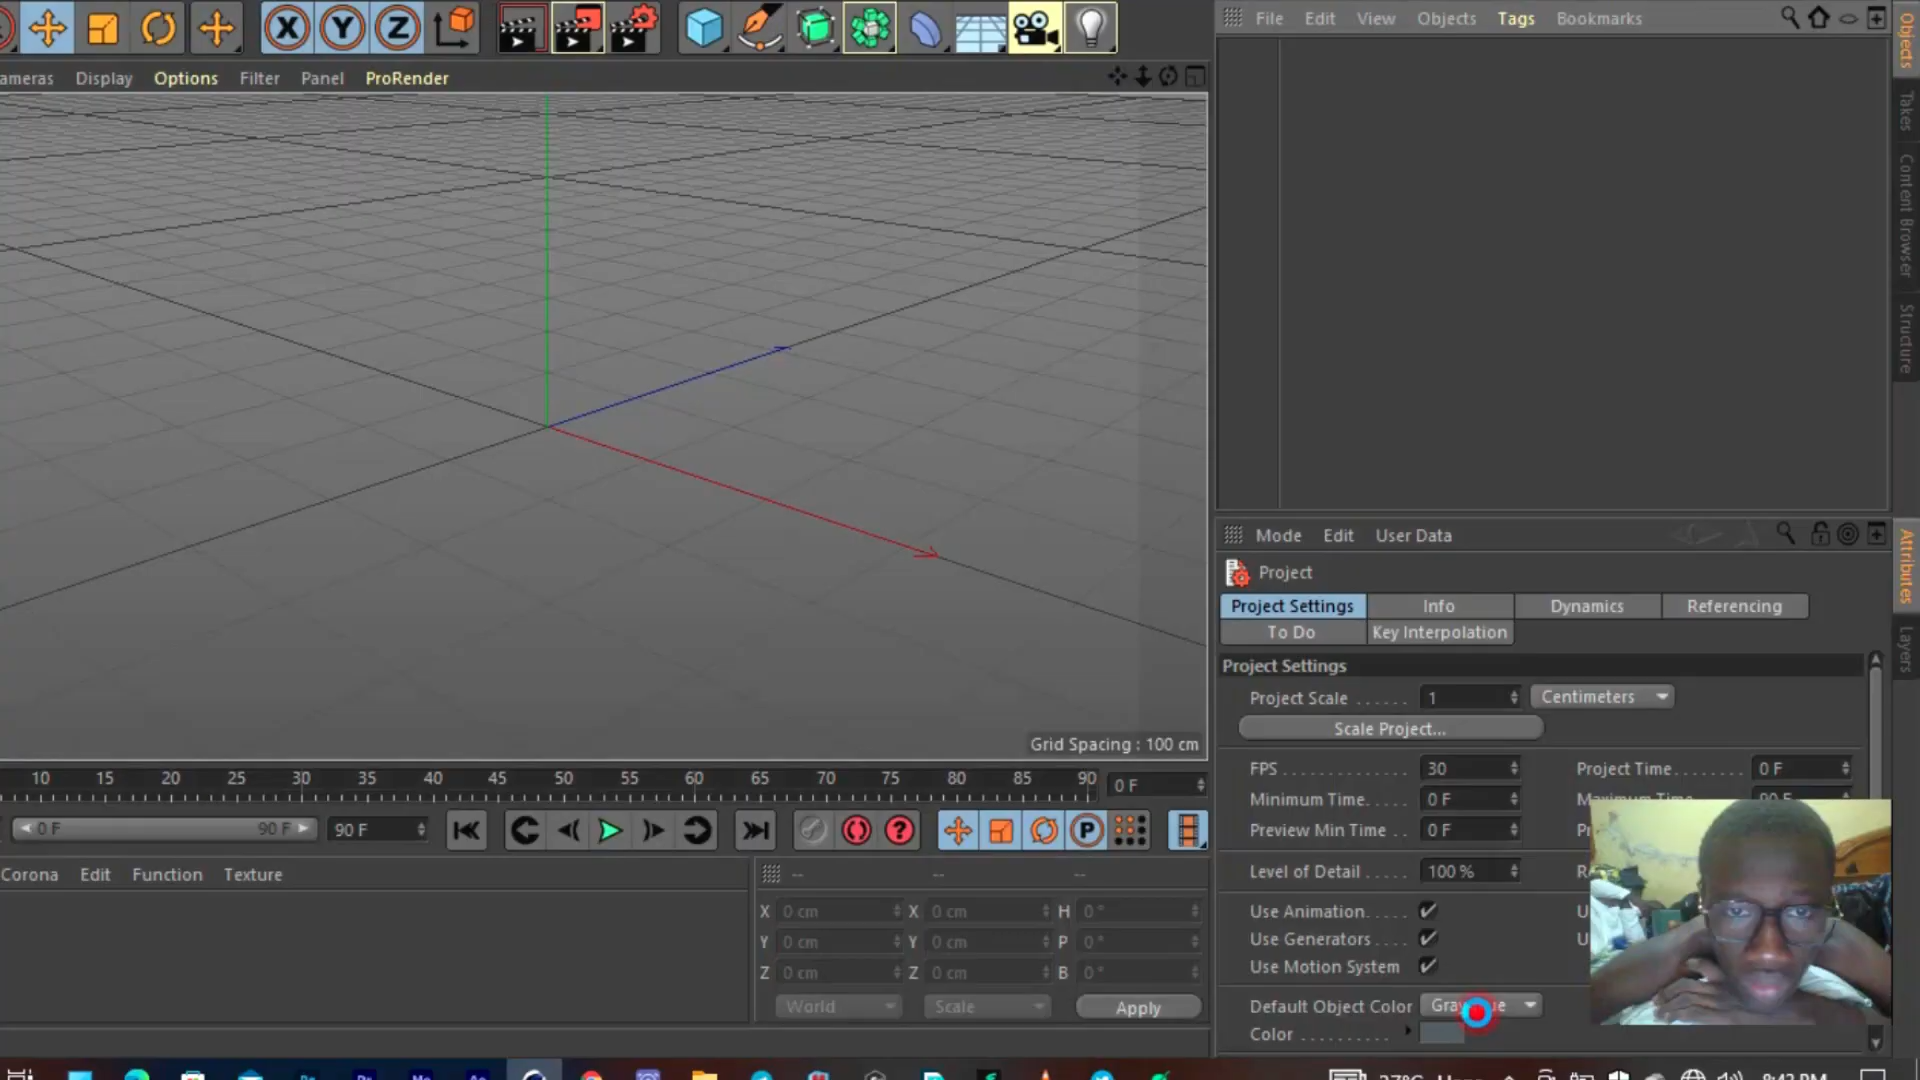 File Edit View Objects Tags Bookmarks
X Y Z
ameras Display Options Filter Panel ProRender
Objects
Takes
Content Browser
Structure
Grid Spacing : 100 cm
Mode Edit User Data
Attributes
Layers
Project
Project Settings Info Dynamics Referencing
To Do Key Interpolation
Project Settings
Project Scale ...... 1 Centimeters
Scale Project...
FPS 30 Project Time 0 F
Minimum Time 0 F
Preview Min Time .. 0 F
Level of Detail ..... 100 %
Use Animation
Use Generators
Use Motion System
Default Object Color
Color
10 15 20 25 30 35 40 45 50 55 60 65 70 75 80 85 90 0 F
0 F 90 F 90 F
P
Corona Edit Function Texture
-- -- --
X 0 cm X 0 cm H 0 °
Y 0 cm Y 0 cm P 0 °
Z 0 cm Z 0 cm B 0 °
World Scale Apply